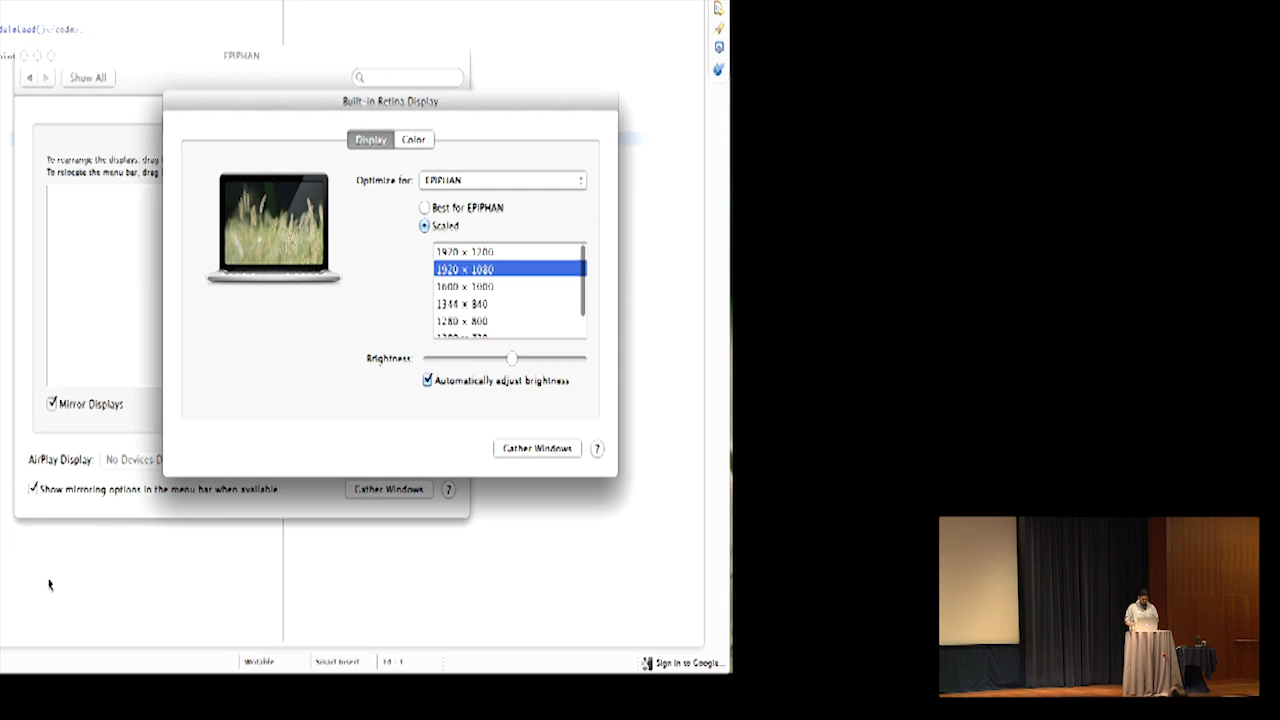 EPIPHAN
Show All
Built-in Retina Display
Display Color
To rearrange the displays, drag
To relocate the menu bar, drag
Optimize for: EPIPHAN
Best for EPIPHAN
Scaled
1920 x 1200
1920 x 1080
1600 x 1000
1344 x 840
1280 x 800
Brightness:
Automatically adjust brightness
Mirror Displays
Gather Windows ?
AirPlay Display: No Devices D
Show mirroring options in the menu bar when available
Gather Windows ?
Writable Smart Insert
Sign in to Google...